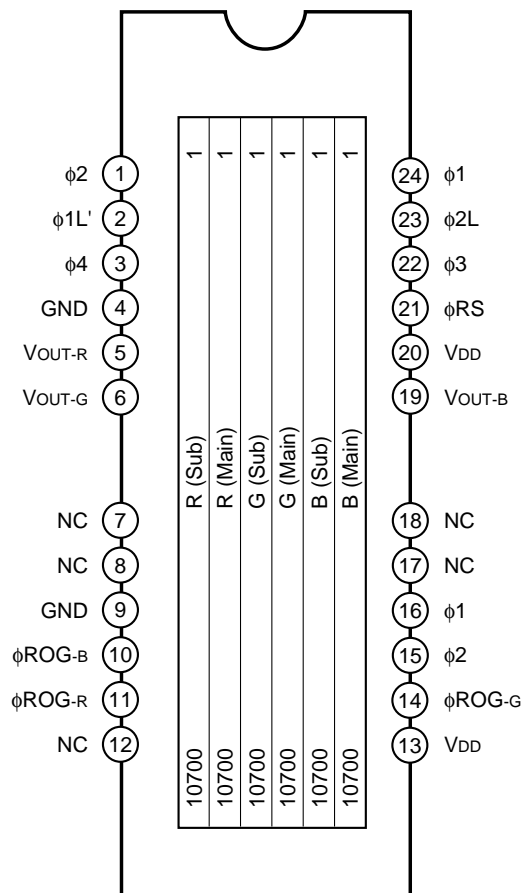 1 1 1 1 1 1
φ2 1
φ1L' 2
φ4 3
GND 4
VOUT-R 5
VOUT-G 6
NC 7
NC 8
GND 9
φROG-B 10
φROG-R 11
NC 12
R (Sub)
R (Main)
G (Sub)
G (Main)
B (Sub)
B (Main)
10700 10700 10700 10700 10700 10700
24 φ1
23 φ2L
22 φ3
21 φRS
20 VDD
19 VOUT-B
18 NC
17 NC
16 φ1
15 φ2
14 φROG-G
13 VDD